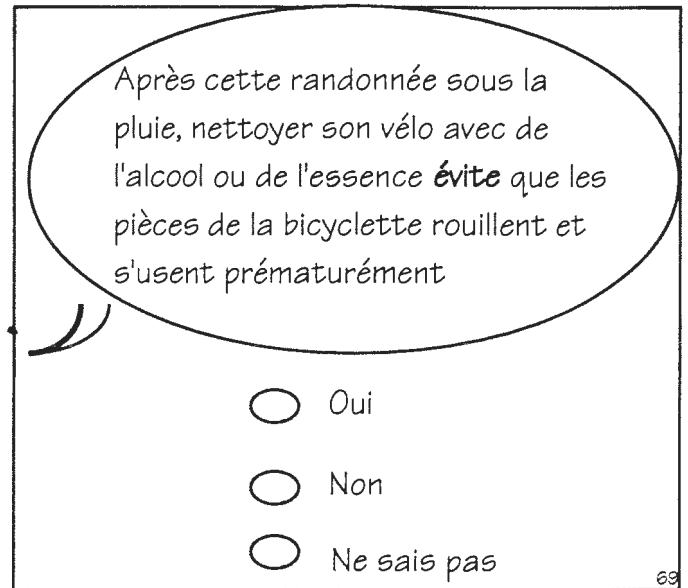 Après cette randonnée sous la
pluie, nettoyer son vélo avec de
l'alcool ou de l'essence évite que les
pièces de la bicyclette rouillent et
s'usent prématurément
Oui
Non
Ne sais pas
69